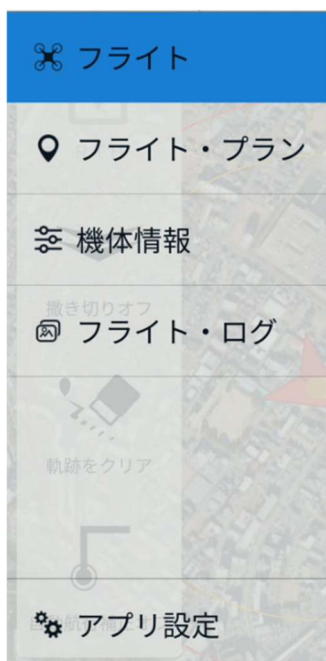 フライト
フライト・プラン
機体情報
撒き切りオフ
フライト・ログ
軌跡をクリア
アプリ設定